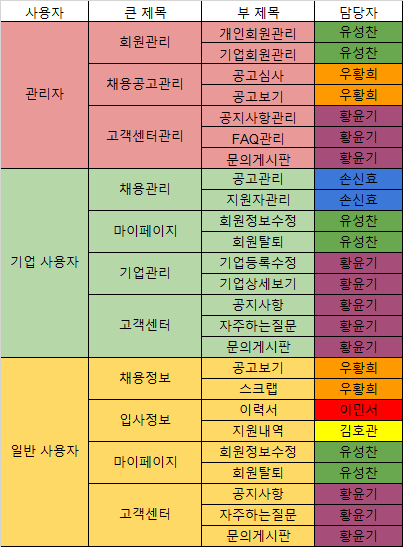 사용자 큰 제목 부 제목 담당자
관리자 회원관리 개인회원관리 유성찬
기업회원관리 유성찬
채용공고관리 공고심사 우황희
공고보기 우황희
고객센터관리 공지사항관리 황윤기
FAQ관리 황윤기
문의게시판 황윤기
기업 사용자 채용관리 공고관리 손신효
지원자관리 손신효
마이페이지 회원정보수정 유성찬
회원탈퇴 유성찬
기업관리 기업등록수정 황윤기
기업상세보기 황윤기
고객센터 공지사항 황윤기
자주하는질문 황윤기
문의게시판 황윤기
일반 사용자 채용정보 공고보기 우황희
스크랩 우황희
입사정보 이력서 이민서
지원내역 김호관
마이페이지 회원정보수정 유성찬
회원탈퇴 유성찬
고객센터 공지사항 황윤기
자주하는질문 황윤기
문의게시판 황윤기